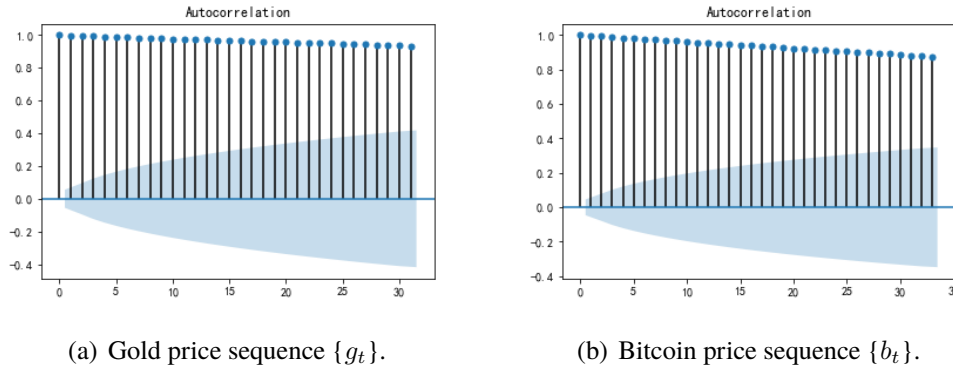 Autocorrelation
1.0
0.8
0.6
0.4
0.2
0.0
−0.2
−0.4
0 5 10 15 20 25 30
(a) Gold price sequence {g_t}.
Autocorrelation
1.0
0.8
0.6
0.4
0.2
0.0
−0.2
−0.4
0 5 10 15 20 25 30 35
(b) Bitcoin price sequence {b_t}.